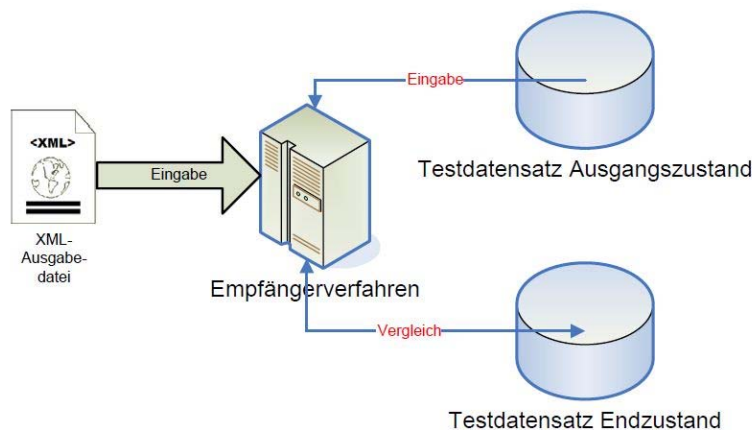 Eingabe
Testdatensatz Ausgangszustand
<XML>
Eingabe
XML-
Ausgabe-
datei
Empfängerverfahren
Vergleich
Testdatensatz Endzustand